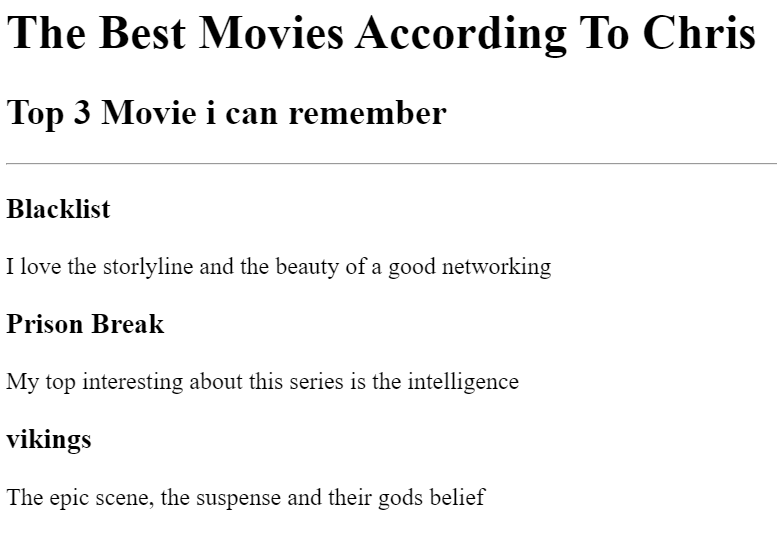 The Best Movies According To Chris
Top 3 Movie i can remember
Blacklist
I love the storlyline and the beauty of a good networking
Prison Break
My top interesting about this series is the intelligence
vikings
The epic scene, the suspense and their gods belief